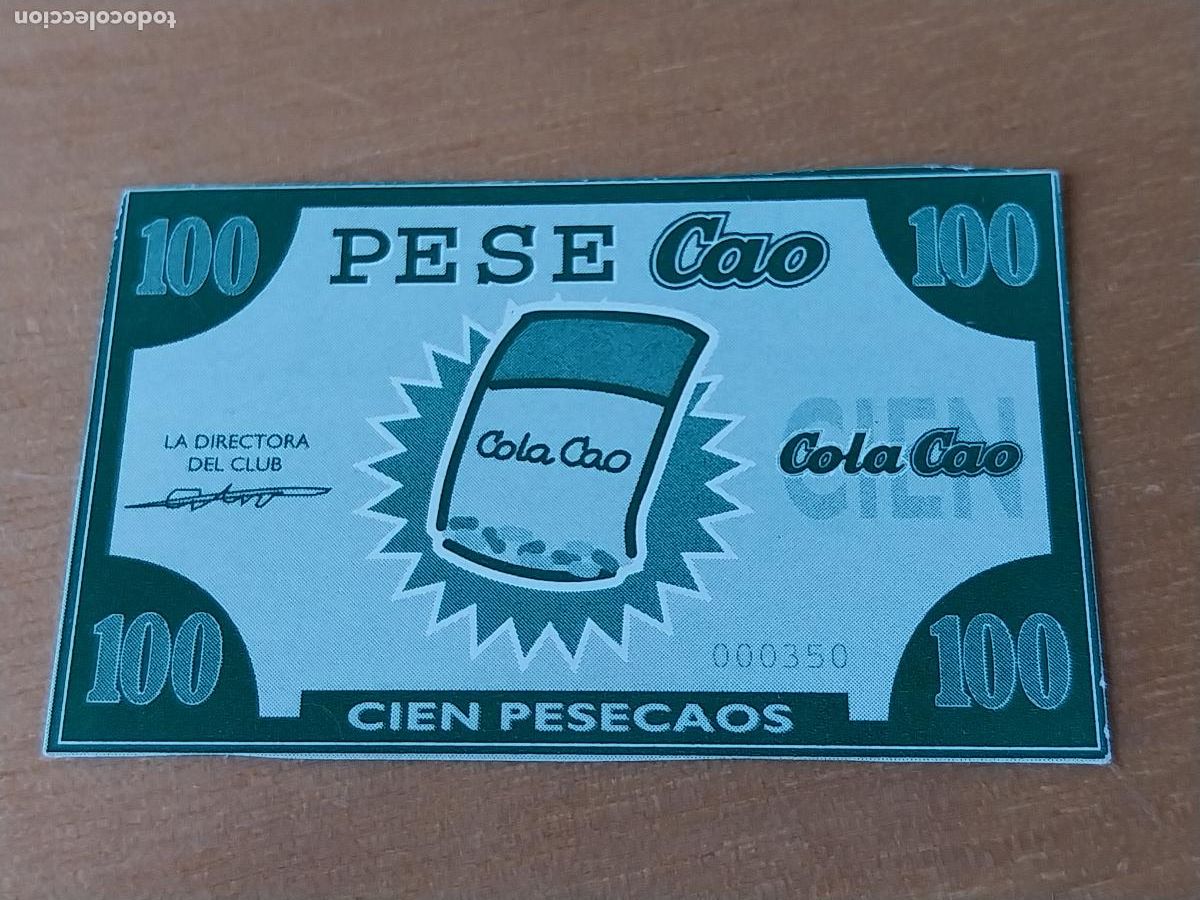 todocoleccion
100 PESE Cao 100
LA DIRECTORA
DEL CLUB
Cola Cao
CIEN
Cola Cao
000350
100 CIEN PESECAOS 100